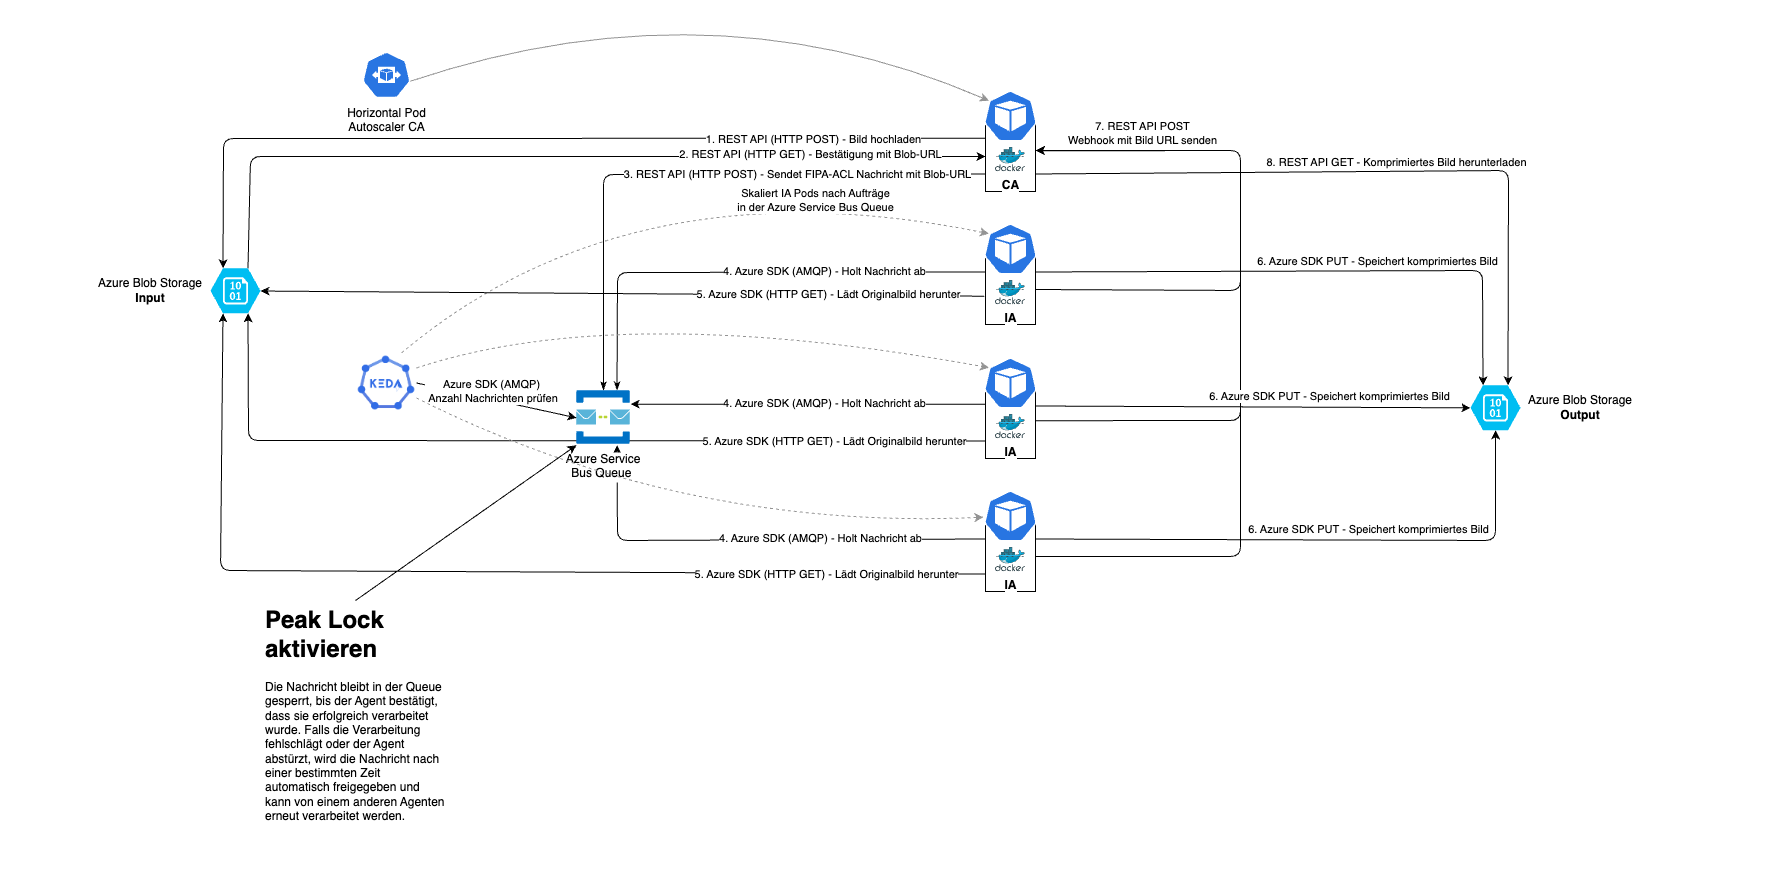 Horizontal Pod
Autoscaler CA
1. REST API (HTTP POST) - Bild hochladen
2. REST API (HTTP GET) - Bestätigung mit Blob-URL
3. REST API (HTTP POST) - Sendet FIPA-ACL Nachricht mit Blob-URL
docker
CA
7. REST API POST
Webhook mit Bild URL senden
8. REST API GET - Komprimiertes Bild herunterladen
Skaliert IA Pods nach Aufträge
in der Azure Service Bus Queue
Azure Blob Storage
Input
10
01
4. Azure SDK (AMQP) - Holt Nachricht ab
5. Azure SDK (HTTP GET) - Lädt Originalbild herunter
docker
IA
6. Azure SDK PUT - Speichert komprimiertes Bild
KEDA
Azure SDK (AMQP)
Anzahl Nachrichten prüfen
Azure Service
Bus Queue
4. Azure SDK (AMQP) - Holt Nachricht ab
5. Azure SDK (HTTP GET) - Lädt Originalbild herunter
docker
IA
6. Azure SDK PUT - Speichert komprimiertes Bild
10
01
Azure Blob Storage
Output
4. Azure SDK (AMQP) - Holt Nachricht ab
5. Azure SDK (HTTP GET) - Lädt Originalbild herunter
docker
IA
6. Azure SDK PUT - Speichert komprimiertes Bild
Peak Lock
aktivieren
Die Nachricht bleibt in der Queue
gesperrt, bis der Agent bestätigt,
dass sie erfolgreich verarbeitet
wurde. Falls die Verarbeitung
fehlschlägt oder der Agent
abstürzt, wird die Nachricht nach
einer bestimmten Zeit
automatisch freigegeben und
kann von einem anderen Agenten
erneut verarbeitet werden.